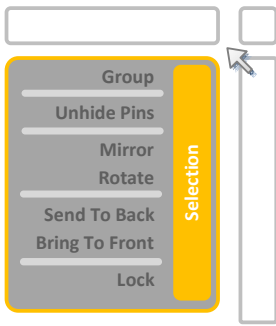 Group
Unhide Pins
Mirror
Rotate
Send To Back
Bring To Front
Lock
Selection